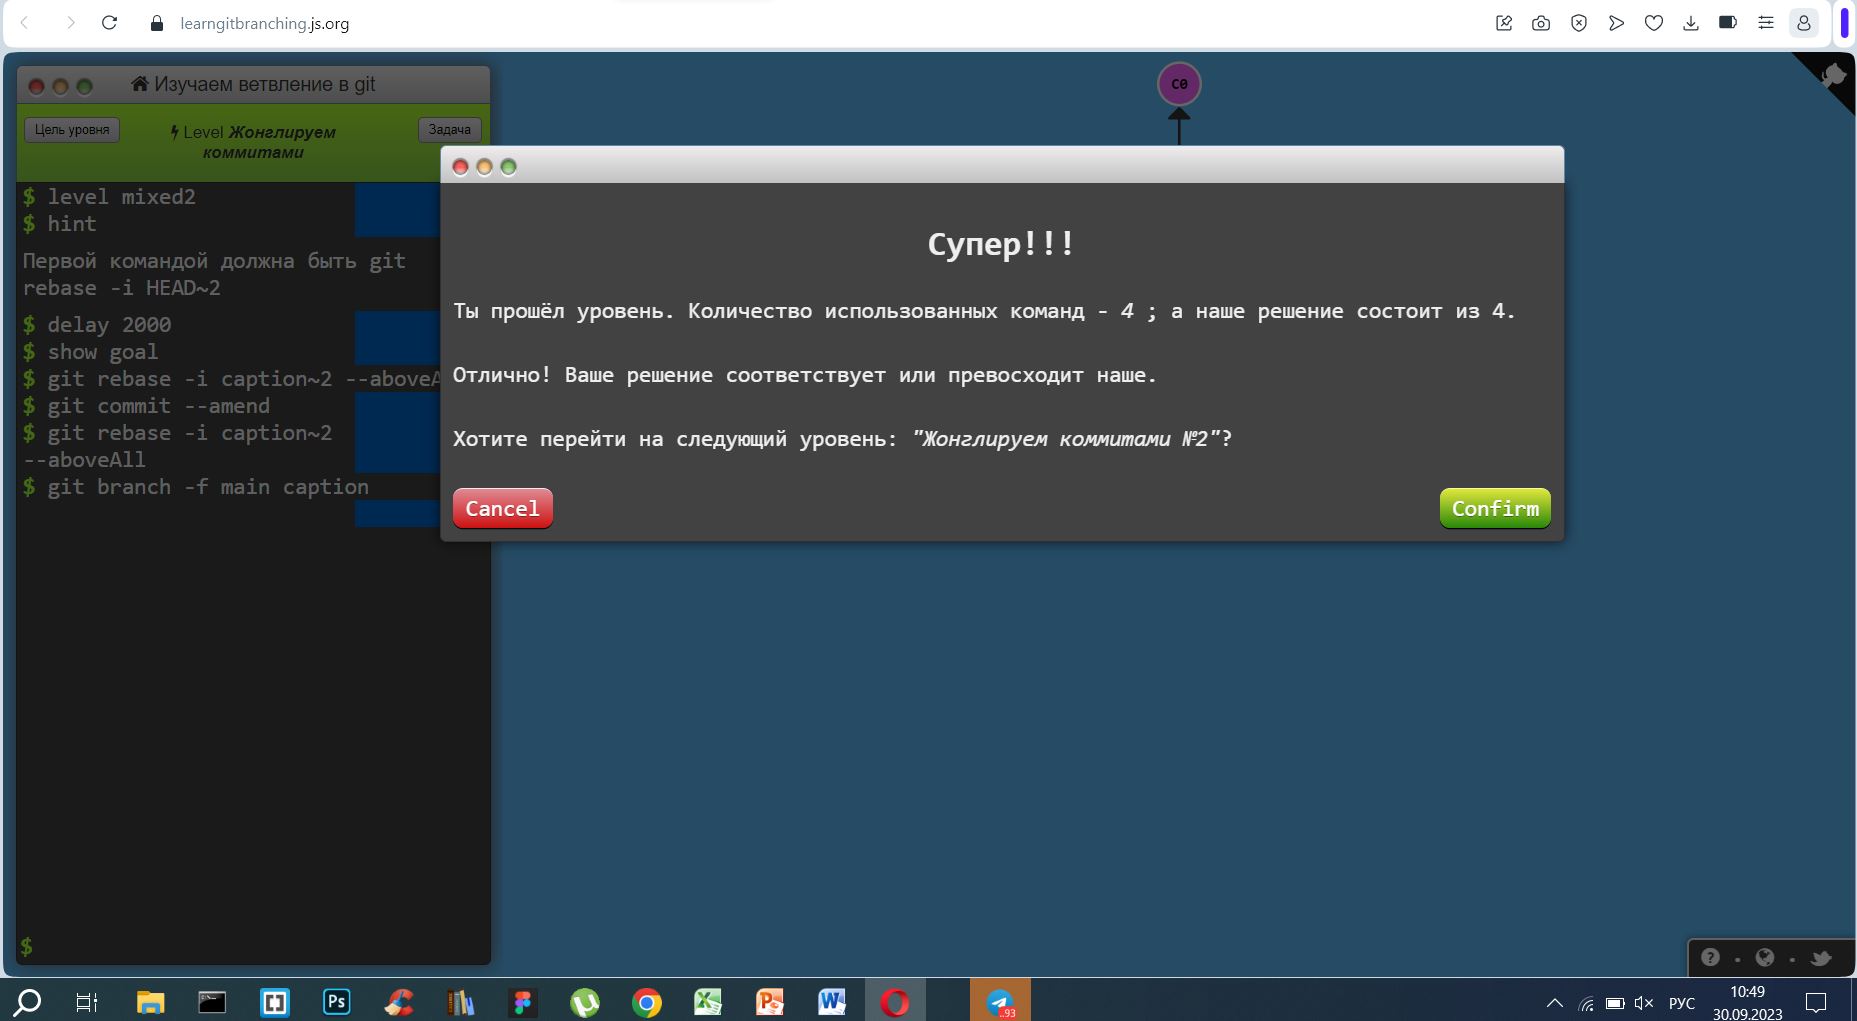 learngitbranching.js.org
Изучаем ветвление в git
Цель уровня
Level Жонглируем
коммитами
Задача
$ level mixed2
$ hint
Первой командой должна быть git
rebase -i HEAD~2
$ delay 2000
$ show goal
$ git rebase -i caption~2 --aboveA
$ git commit --amend
$ git rebase -i caption~2
--aboveAll
$ git branch -f main caption
$
C0
Супер!!!
Ты прошёл уровень. Количество использованных команд - 4 ; а наше решение состоит из 4.
Отлично! Ваше решение соответствует или превосходит наше.
Хотите перейти на следующий уровень: "Жонглируем коммитами №2"?
Cancel
Confirm
?
Ps
..93
РУС
10:49
30.09.2023